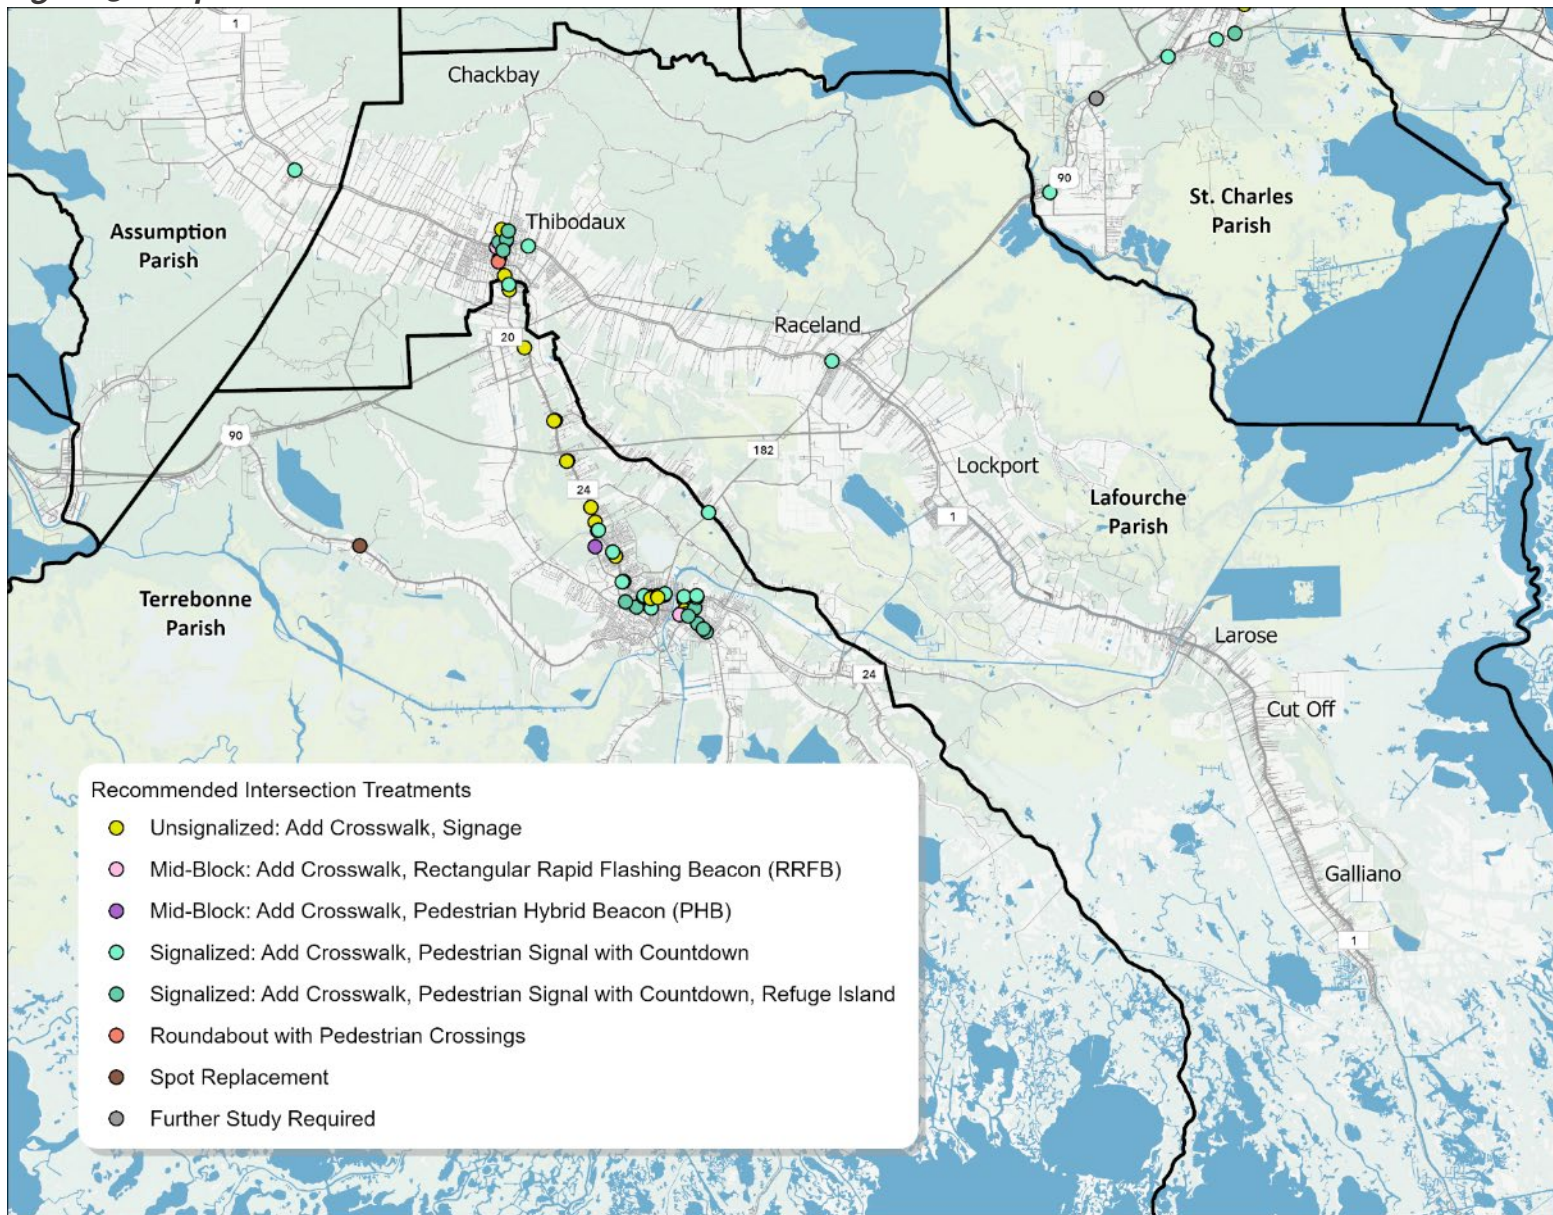 1
Chackbay
90
St. Charles
Parish
Assumption
Parish
Thibodaux
Raceland
20
90
182
Lockport
24
Lafourche
Parish
1
Terrebonne
Parish
Larose
24
Cut Off
Recommended Intersection Treatments
Unsignalized: Add Crosswalk, Signage
Mid-Block: Add Crosswalk, Rectangular Rapid Flashing Beacon (RRFB)
Mid-Block: Add Crosswalk, Pedestrian Hybrid Beacon (PHB)
Signalized: Add Crosswalk, Pedestrian Signal with Countdown
Signalized: Add Crosswalk, Pedestrian Signal with Countdown, Refuge Island
Roundabout with Pedestrian Crossings
Spot Replacement
Further Study Required
Galliano
1